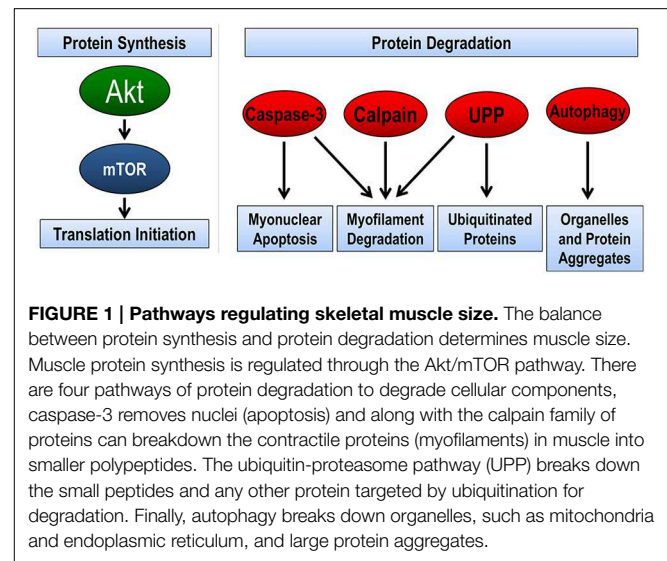 Protein Synthesis
Protein Degradation
Akt
mTOR
Translation Initiation
Caspase-3
Calpain
UPP
Autophagy
Myonuclear
Apoptosis
Myofilament
Degradation
Ubiquitinated
Proteins
Organelles
and Protein
Aggregates
FIGURE 1 | Pathways regulating skeletal muscle size. The balance
between protein synthesis and protein degradation determines muscle size.
Muscle protein synthesis is regulated through the Akt/mTOR pathway. There
are four pathways of protein degradation to degrade cellular components,
caspase-3 removes nuclei (apoptosis) and along with the calpain family of
proteins can breakdown the contractile proteins (myofilaments) in muscle into
smaller polypeptides. The ubiquitin-proteasome pathway (UPP) breaks down
the small peptides and any other protein targeted by ubiquitination for
degradation. Finally, autophagy breaks down organelles, such as mitochondria
and endoplasmic reticulum, and large protein aggregates.